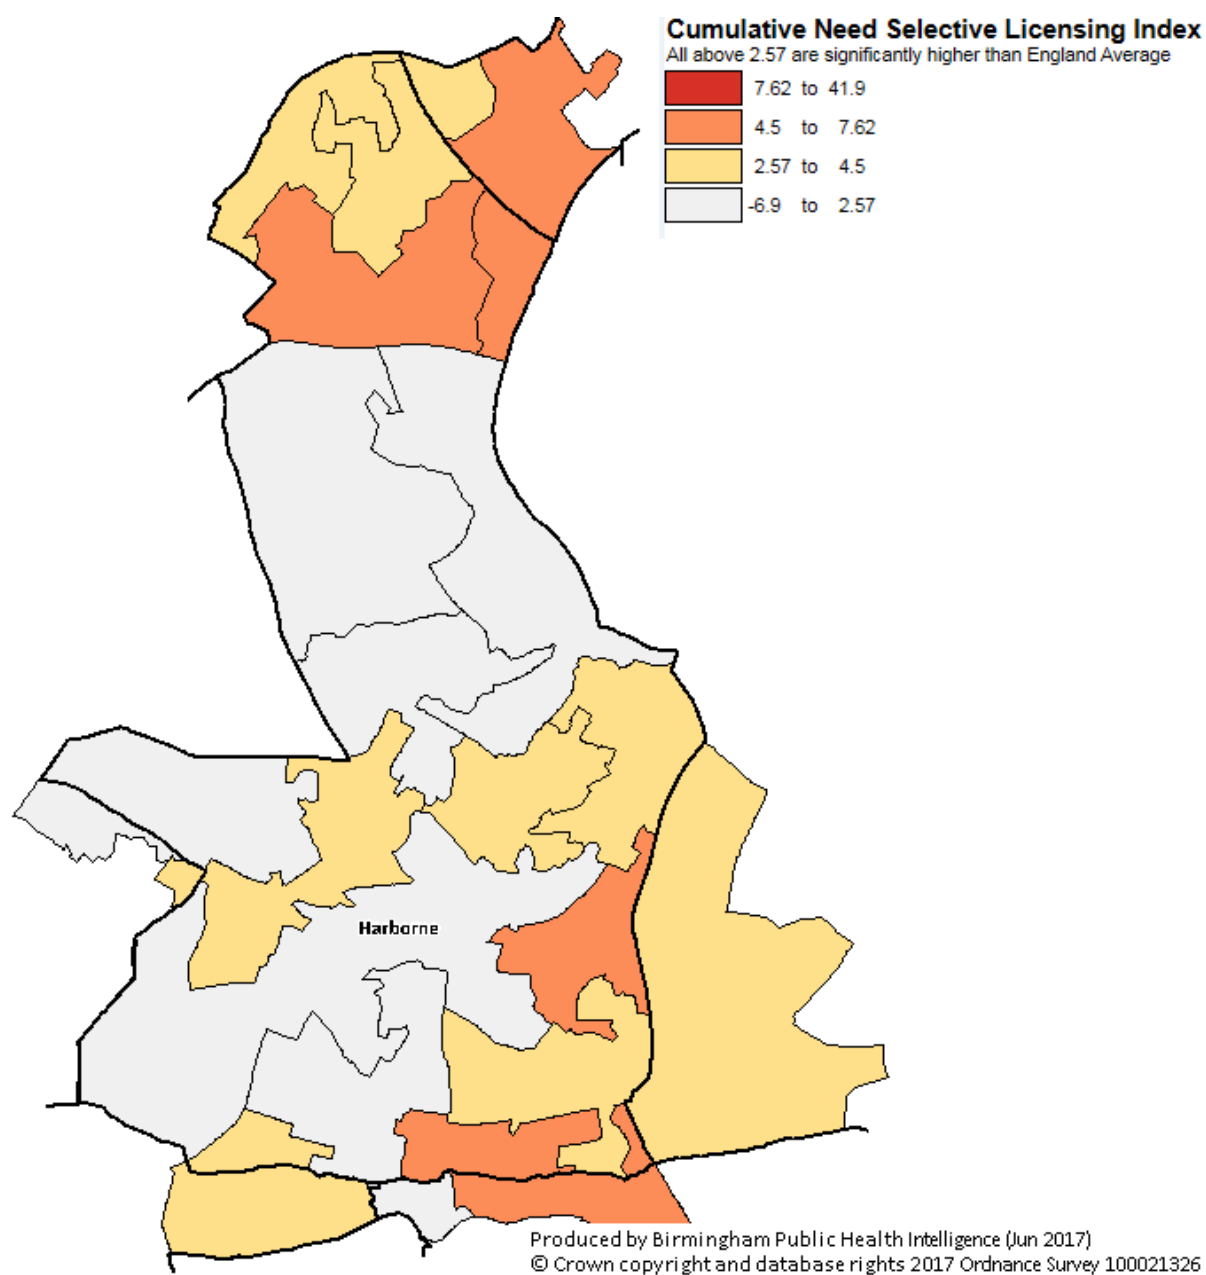 Cumulative Need Selective Licensing Index
All above 2.57 are significantly higher than England Average
7.62 to 41.9
4.5 to 7.62
2.57 to 4.5
-6.9 to 2.57
Harborne
Produced by Birmingham Public Health Intelligence (Jun 2017)
© Crown copyright and database rights 2017 Ordnance Survey 100021326